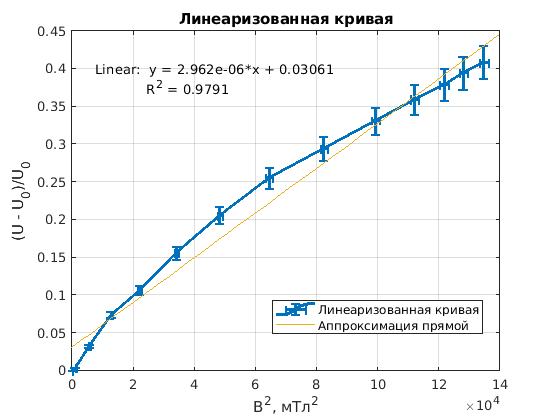 Линеаризованная кривая
Linear: y = 2.962e-06*x + 0.03061
R² = 0.9791
0.45
0.4
0.35
0.3
0.25
0.2
0.15
0.1
0.05
0
(U - U₀)/U₀
Линеаризованная кривая
Аппроксимация прямой
0 2 4 6 8 10 12 14
×10⁴
B², мТл²